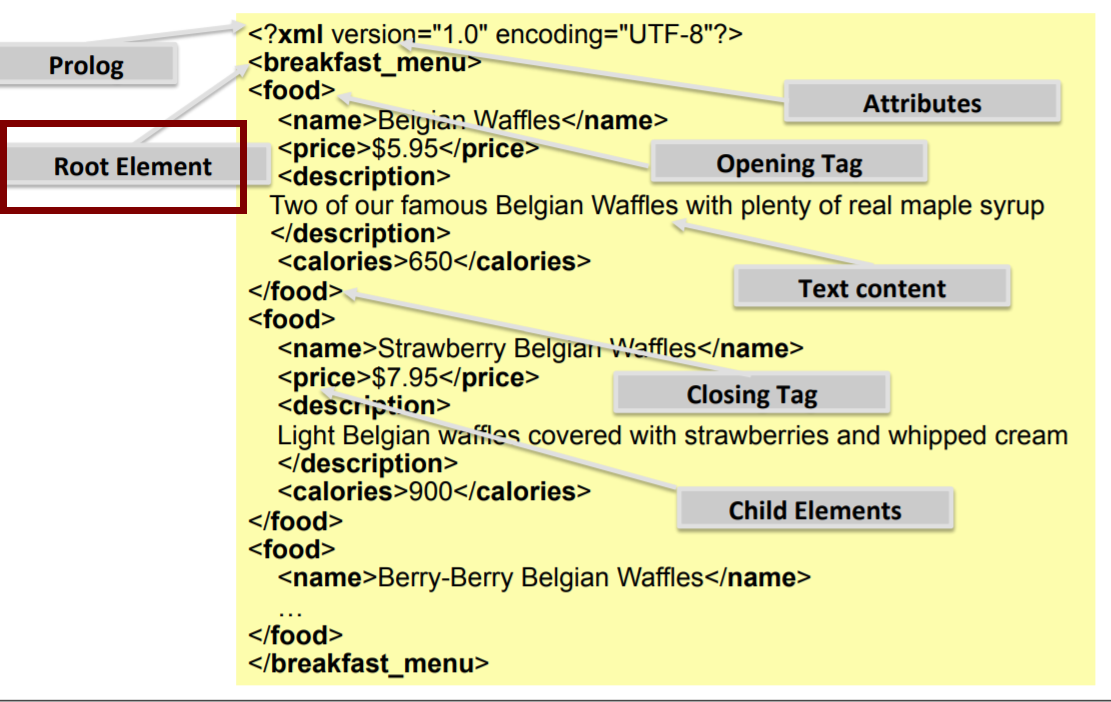 <?xml version="1.0" encoding="UTF-8"?>
Prolog
<breakfast_menu>
<food>
Attributes
<name>Belgian Waffles</name>
<price>$5.95</price>
Root Element
Opening Tag
<description>
Two of our famous Belgian Waffles with plenty of real maple syrup
</description>
<calories>650</calories>
Text content
</food>
<food>
<name>Strawberry Belgian Waffles</name>
<price>$7.95</price>
Closing Tag
<description>
Light Belgian waffles covered with strawberries and whipped cream
</description>
<calories>900</calories>
Child Elements
</food>
<food>
<name>Berry-Berry Belgian Waffles</name>
…
</food>
</breakfast_menu>